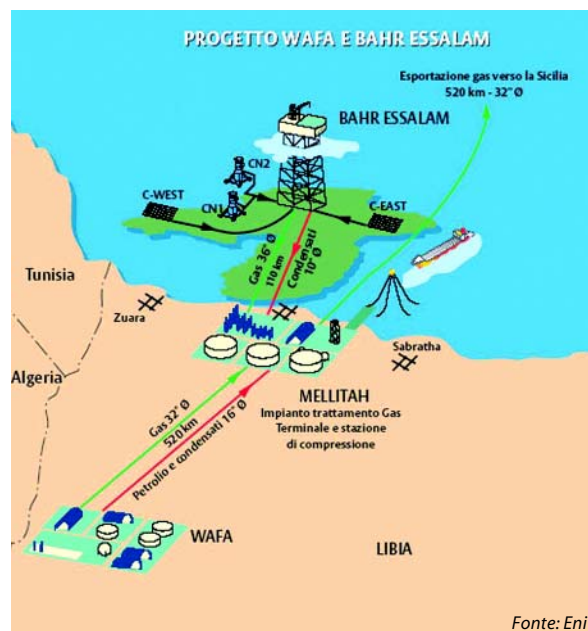 PROGETTO WAFA E BAHR ESSALAM
Esportazione gas verso la Sicilia
520 km - 32" Ø
BAHR ESSALAM
CN2
C-WEST
CN1
C-EAST
Gas 36" Ø
110 km
Condensati
10" Ø
Tunisia
Zuara
Sabratha
Algeria
MELLITAH
Impianto trattamento Gas
Terminale e stazione
di compressione
Gas 32" Ø
520 km
Petrolio e condensati 16" Ø
WAFA
LIBIA
Fonte: Eni